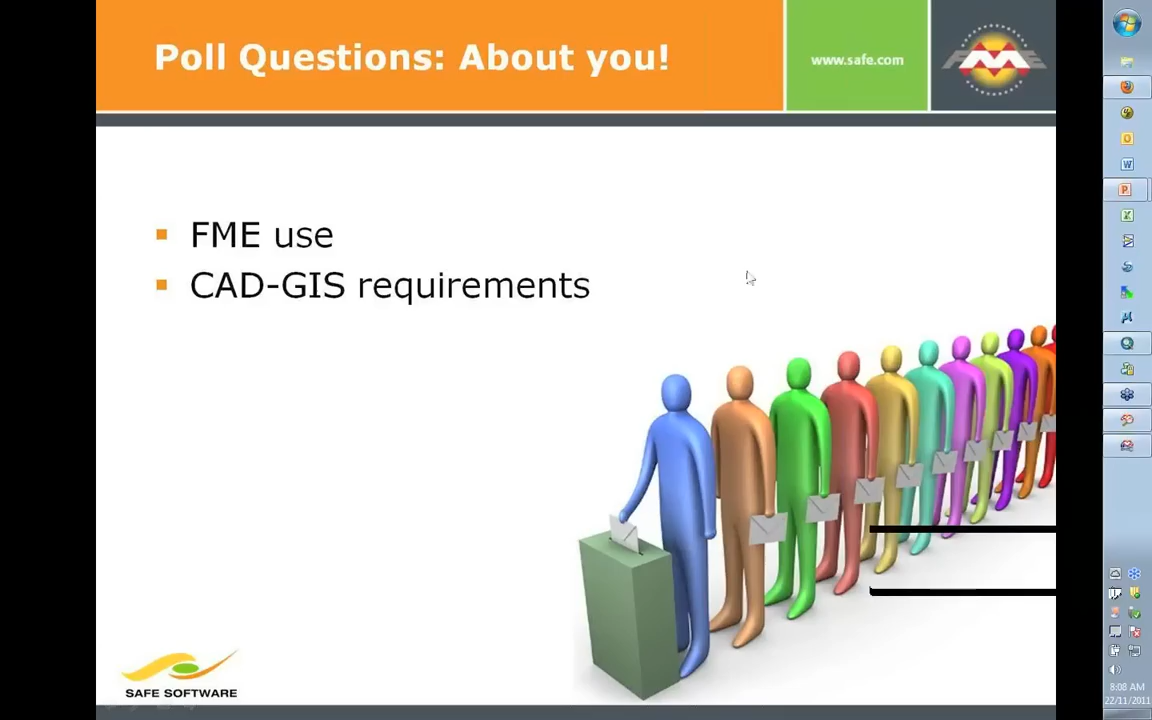 Poll Questions: About you!
www.safe.com
FME
FME use
CAD-GIS requirements
SAFE SOFTWARE
8:08 AM
22/11/2011